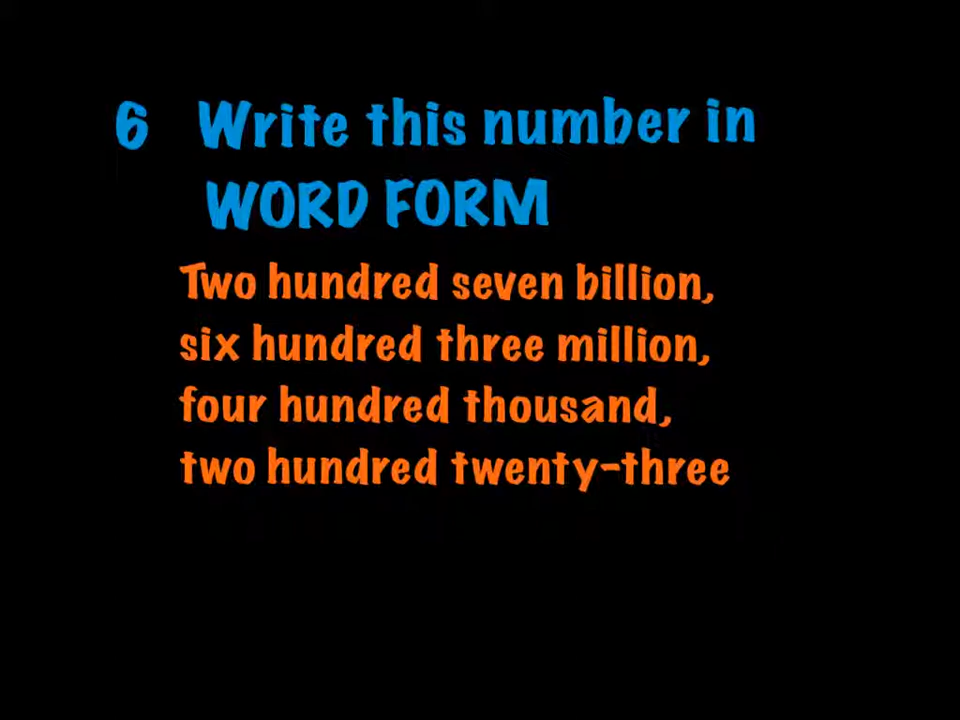 6 Write this number in
WORD FORM
Two hundred seven billion,
six hundred three million,
four hundred thousand,
two hundred twenty-three